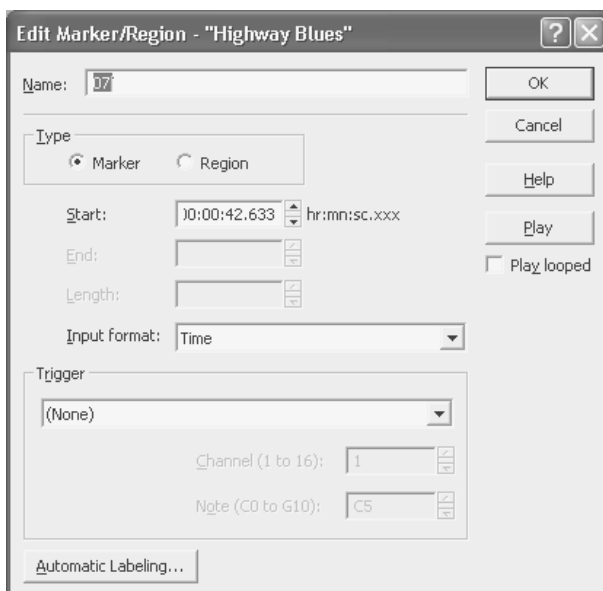 Edit Marker/Region - "Highway Blues"
Name: 07
OK
Cancel
Type
Marker Region
Help
Start: 00:00:42.633 hr:mn:sc.xxx
Play
End:
Play looped
Length:
Input format: Time
Trigger
(None)
Channel (1 to 16): 1
Note (C0 to G10): C5
Automatic Labeling...